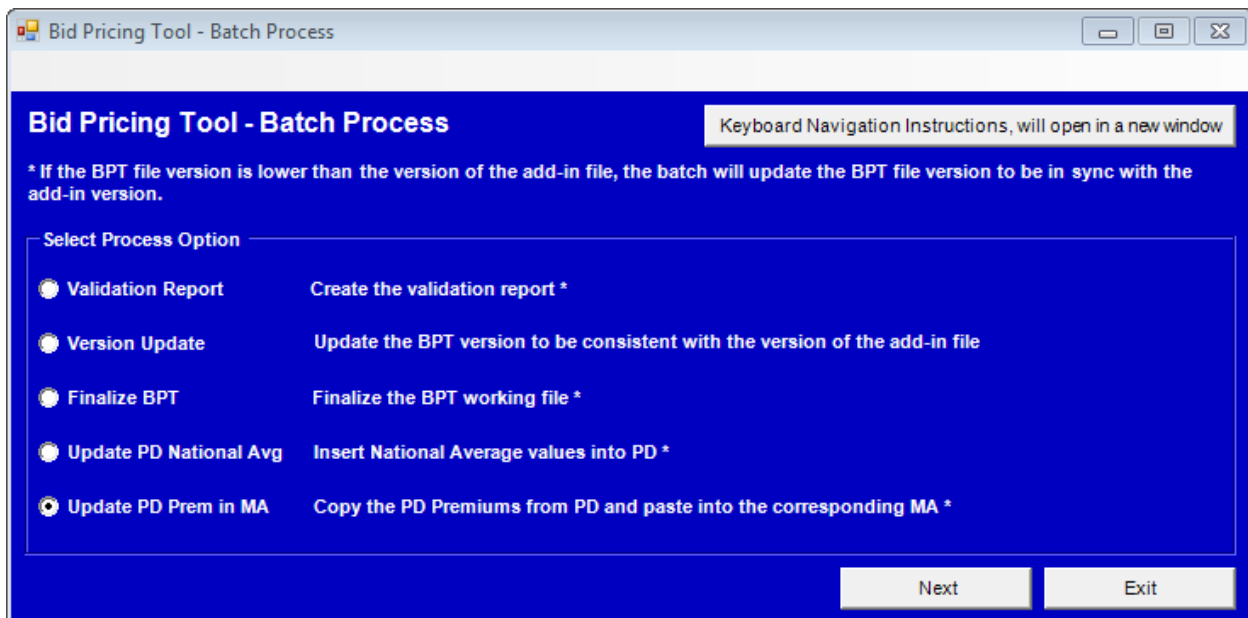 Bid Pricing Tool - Batch Process
Bid Pricing Tool - Batch Process
Keyboard Navigation Instructions, will open in a new window
* If the BPT file version is lower than the version of the add-in file, the batch will update the BPT file version to be in sync with the
add-in version.
Select Process Option
Validation Report Create the validation report *
Version Update Update the BPT version to be consistent with the version of the add-in file
Finalize BPT Finalize the BPT working file *
Update PD National Avg Insert National Average values into PD *
Update PD Prem in MA Copy the PD Premiums from PD and paste into the corresponding MA *
Next Exit